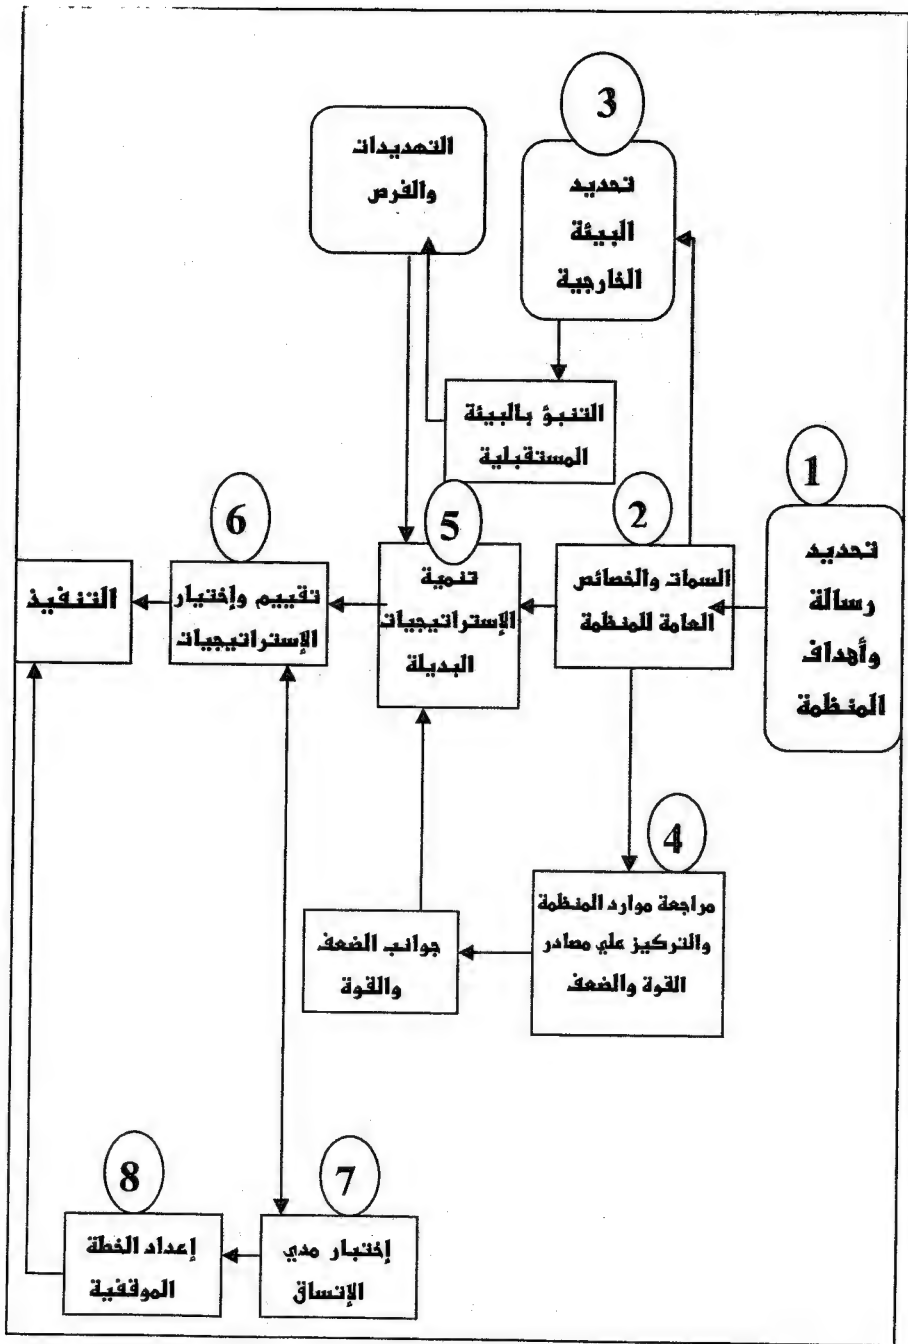 3
التهديدات
والفرص
تحديد
البيئة
الخارجية
التنبؤ بالبيئة
المستقبلية
1
تحديد
رسالة
وأهداف
المنظمة
2
السمات والخصائص
العامة للمنظمة
5
تنمية
الإستراتيجيات
البديلة
6
تقييم وإختيار
الإستراتيجيات
التنفيذ
4
مراجعة موارد المنظمة
والتركيز علي مصادر
القوة والضعف
جوانب الضعف
والقوة
7
إختبار مدي
الإتساق
8
إعداد الخطة
الموقفية